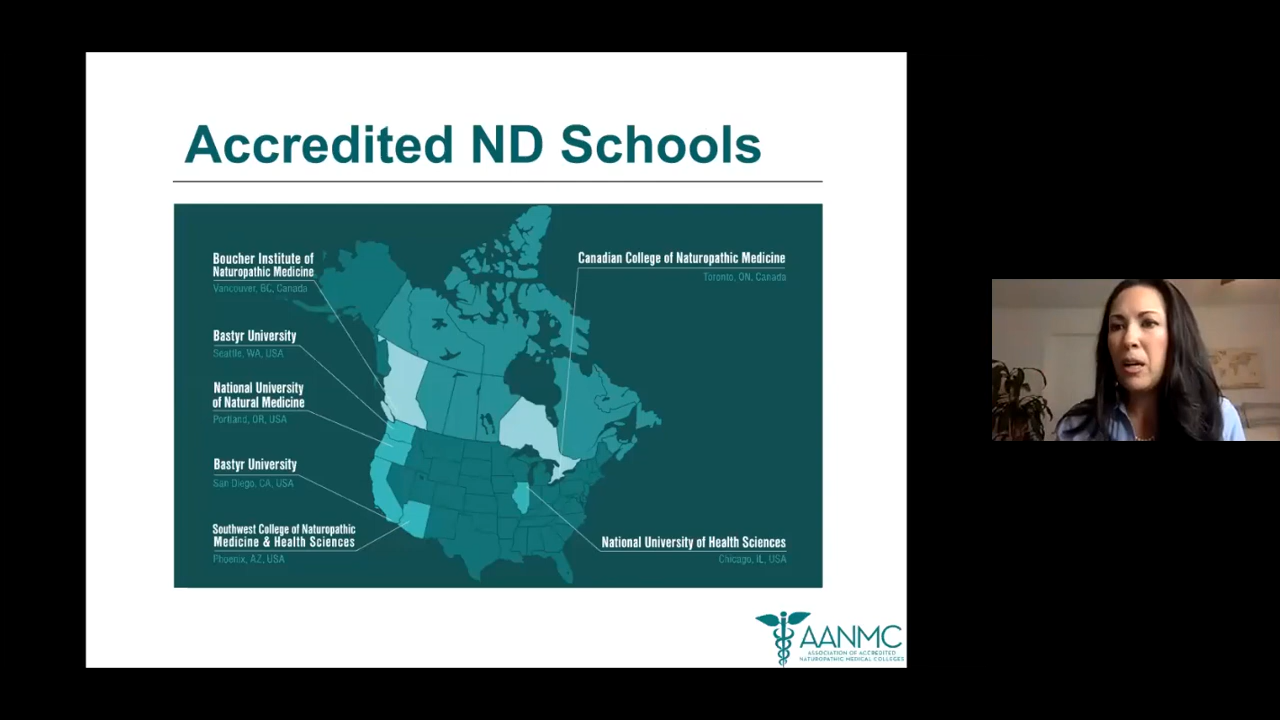 Accredited ND Schools
Boucher Institute of
Naturopathic Medicine
Vancouver, BC, Canada
Bastyr University
Seattle, WA, USA
National University
of Natural Medicine
Portland, OR, USA
Bastyr University
San Diego, CA, USA
Southwest College of Naturopathic
Medicine & Health Sciences
Phoenix, AZ, USA
Canadian College of Naturopathic Medicine
Toronto, ON, Canada
National University of Health Sciences
Chicago, IL, USA
AANMC
ASSOCIATION OF ACCREDITED
NATUROPATHIC MEDICAL COLLEGES